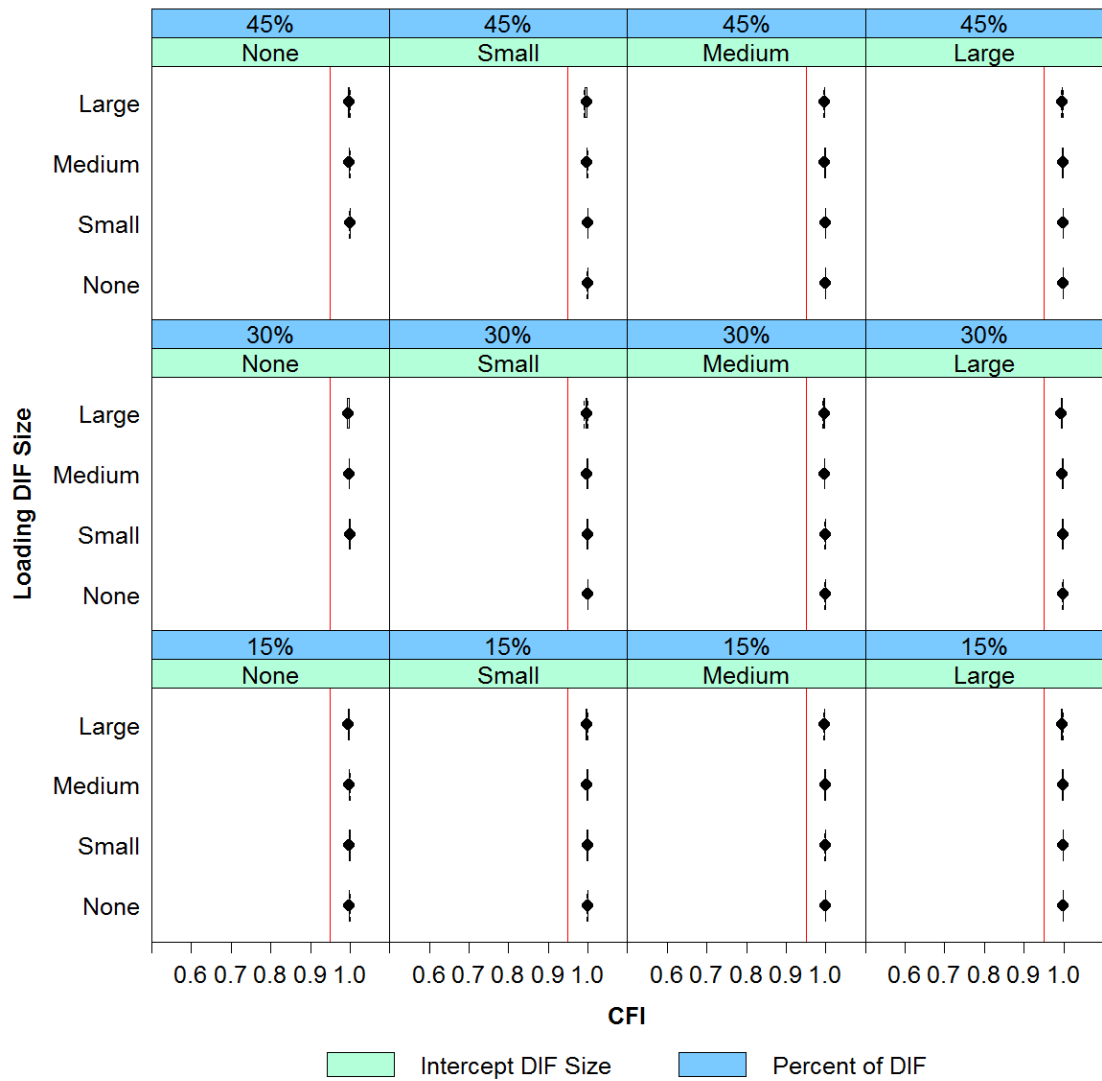 45% 45% 45% 45%
None Small Medium Large
Large
Medium
Small
None
30% 30% 30% 30%
None Small Medium Large
Large
Medium
Small
None
Loading DIF Size
15% 15% 15% 15%
None Small Medium Large
Large
Medium
Small
None
0.6 0.7 0.8 0.9 1.0 0.6 0.7 0.8 0.9 1.0 0.6 0.7 0.8 0.9 1.0 0.6 0.7 0.8 0.9 1.0
CFI
Intercept DIF Size Percent of DIF